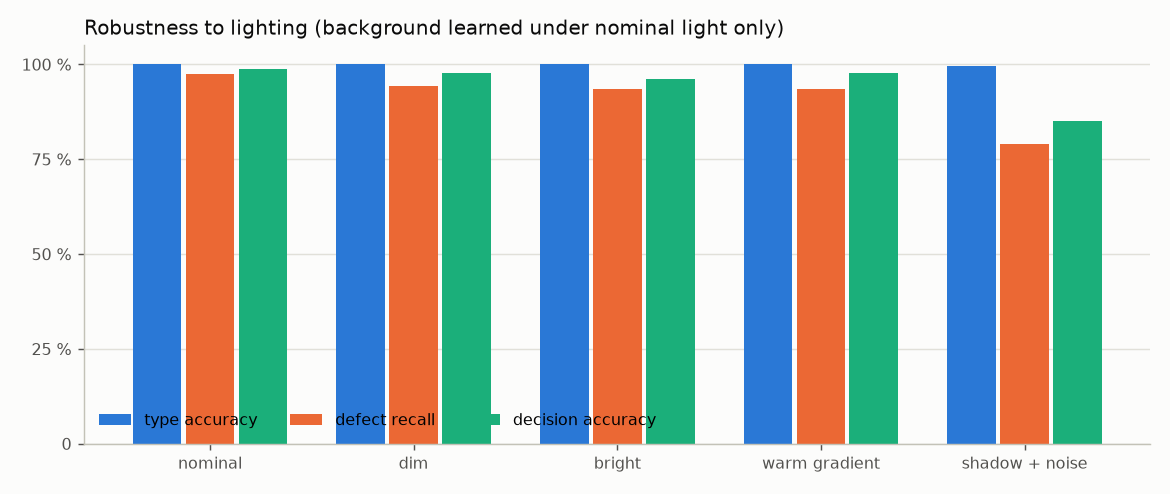 Robustness to lighting (background learned under nominal light only)
100 %
75 %
50 %
25 %
0
type accuracy defect recall decision accuracy
nominal dim bright warm gradient shadow + noise